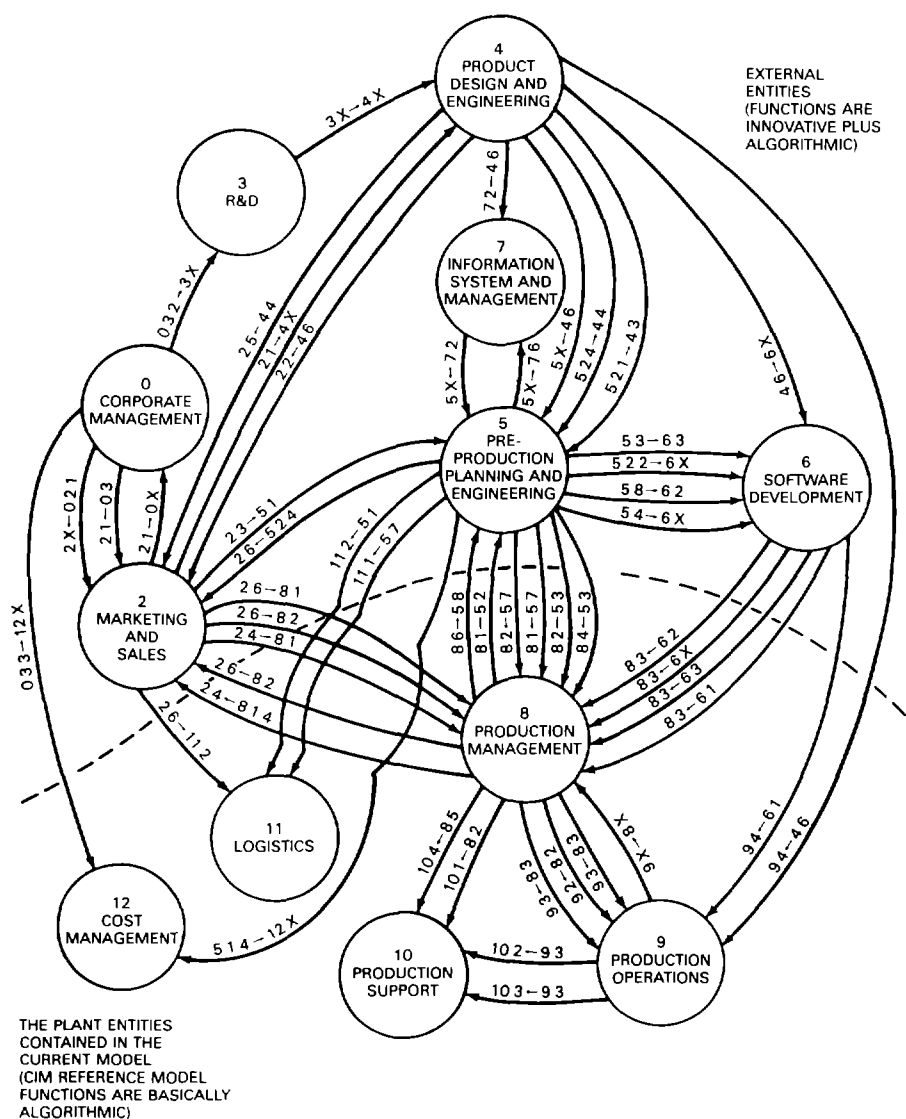 4
PRODUCT
DESIGN AND
ENGINEERING
EXTERNAL
ENTITIES
(FUNCTIONS ARE
INNOVATIVE PLUS
ALGORITHMIC)
3X-4X
3
R&D
72-46
7
INFORMATION
SYSTEM AND
MANAGEMENT
032-3X
25-44
21-4X
22-46
5X-46
524-44
521-43
46-6X
5X-72
5X-76
0
CORPORATE
MANAGEMENT
5
PRE-
PRODUCTION
PLANNING AND
ENGINEERING
53-63
522-6X
58-62
54-6X
6
SOFTWARE
DEVELOPMENT
2X-021
21-03
21-0X
23-51
26-524
112-51
111-57
2
MARKETING
AND
SALES
26-81
26-82
24-81
26-82
24-814
86-58
81-52
82-57
81-57
82-53
84-53
83-62
83-6X
83-63
83-61
033-12X
26-112
8
PRODUCTION
MANAGEMENT
11
LOGISTICS
104-85
101-82
93-83
92-82
93-83
9X-8X
94-61
94-46
12
COST
MANAGEMENT
514-12X
10
PRODUCTION
SUPPORT
102-93
103-93
9
PRODUCTION
OPERATIONS
THE PLANT ENTITIES
CONTAINED IN THE
CURRENT MODEL
(CIM REFERENCE MODEL
FUNCTIONS ARE BASICALLY
ALGORITHMIC)